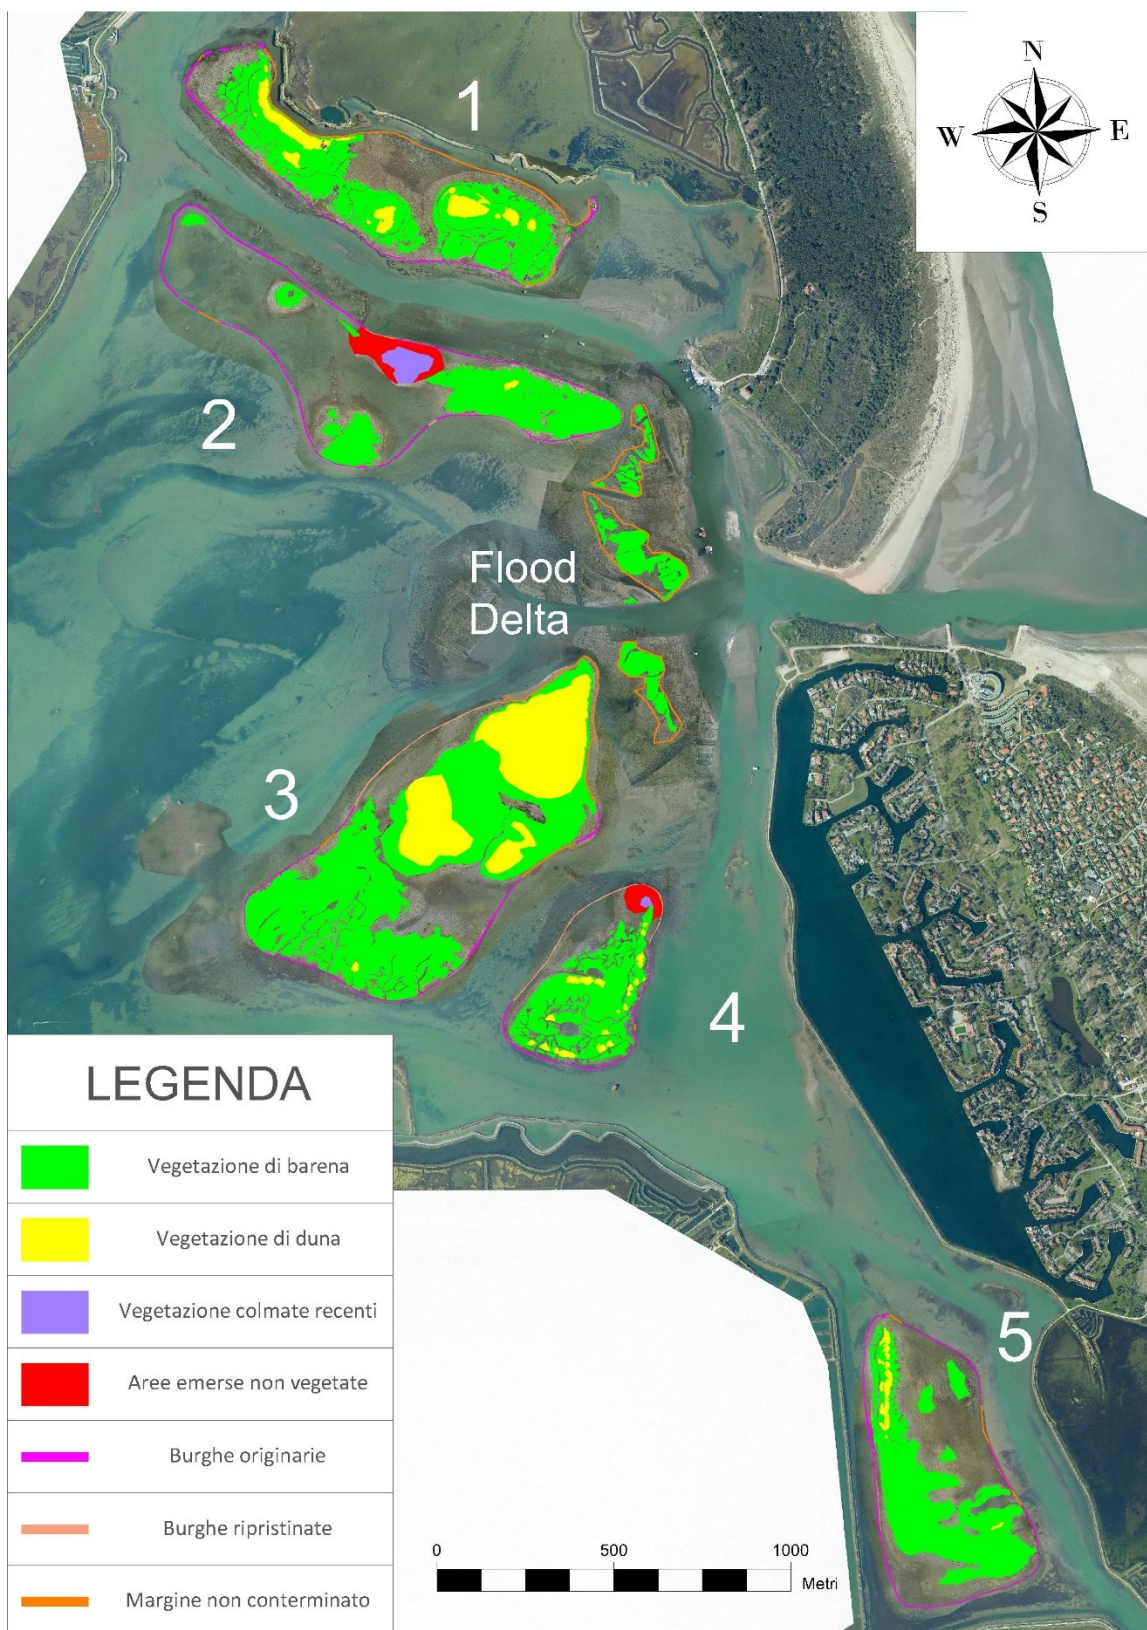 N
W E
S
1
2
Flood
Delta
3
4
5
LEGENDA
Vegetazione di barena
Vegetazione di duna
Vegetazione colmate recenti
Aree emerse non vegetate
Burghe originarie
Burghe ripristinate
Margine non conterminato
0 500 1000
Metri